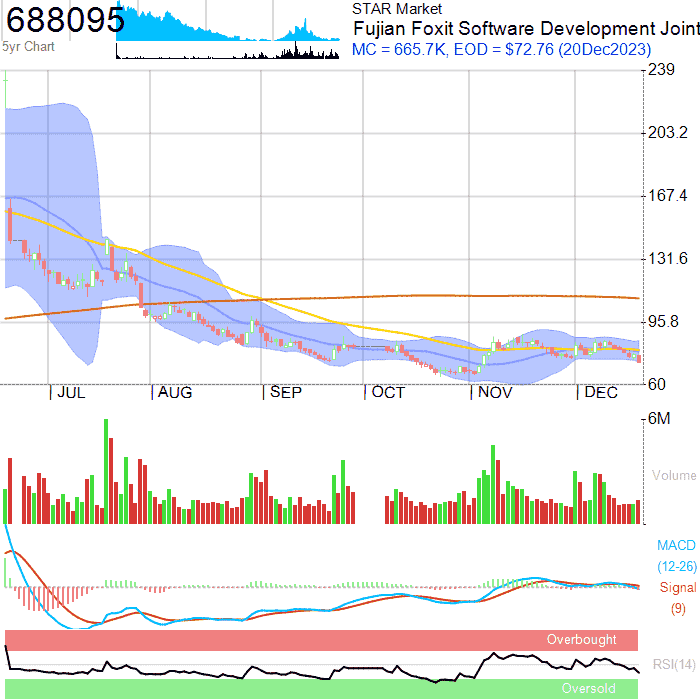 688095
5yr Chart
STAR Market
Fujian Foxit Software Development Joint
MC = 665.7K, EOD = $72.76 (20Dec2023)
239
203.2
167.4
131.6
95.8
60
JUL AUG SEP OCT NOV DEC
6M
Volume
MACD
(12-26)
Signal
(9)
Overbought
RSI(14)
Oversold